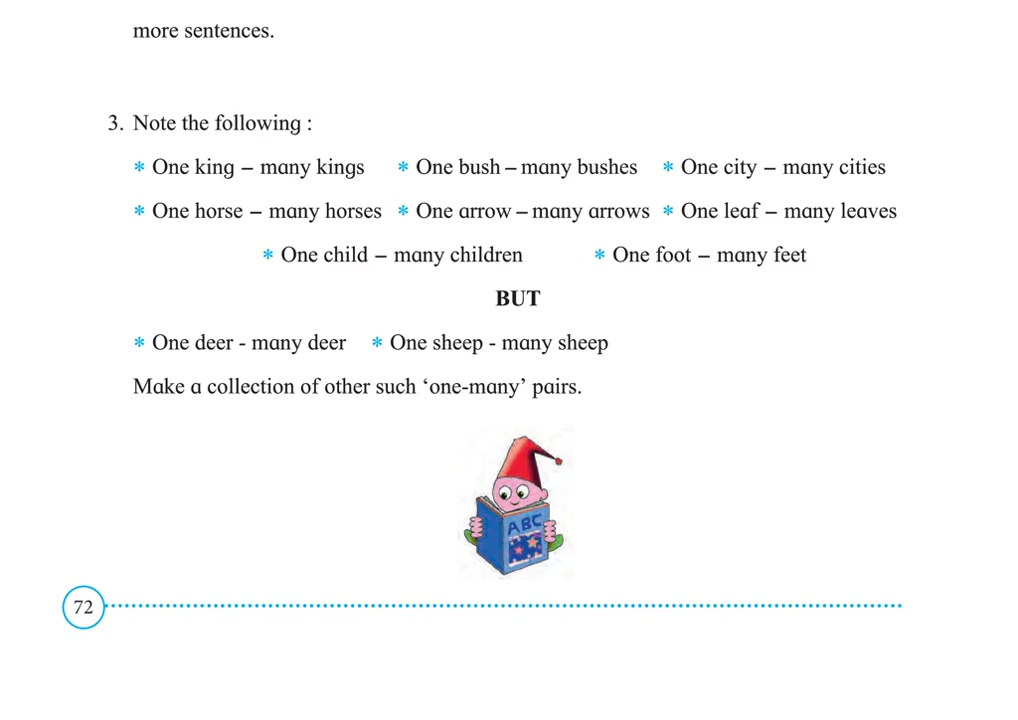 more sentences.
3. Note the following :
* One king – many kings * One bush – many bushes * One city – many cities
* One horse – many horses * One arrow – many arrows * One leaf – many leaves
* One child – many children * One foot – many feet
BUT
* One deer - many deer * One sheep - many sheep
Make a collection of other such ‘one-many’ pairs.
ABC
72